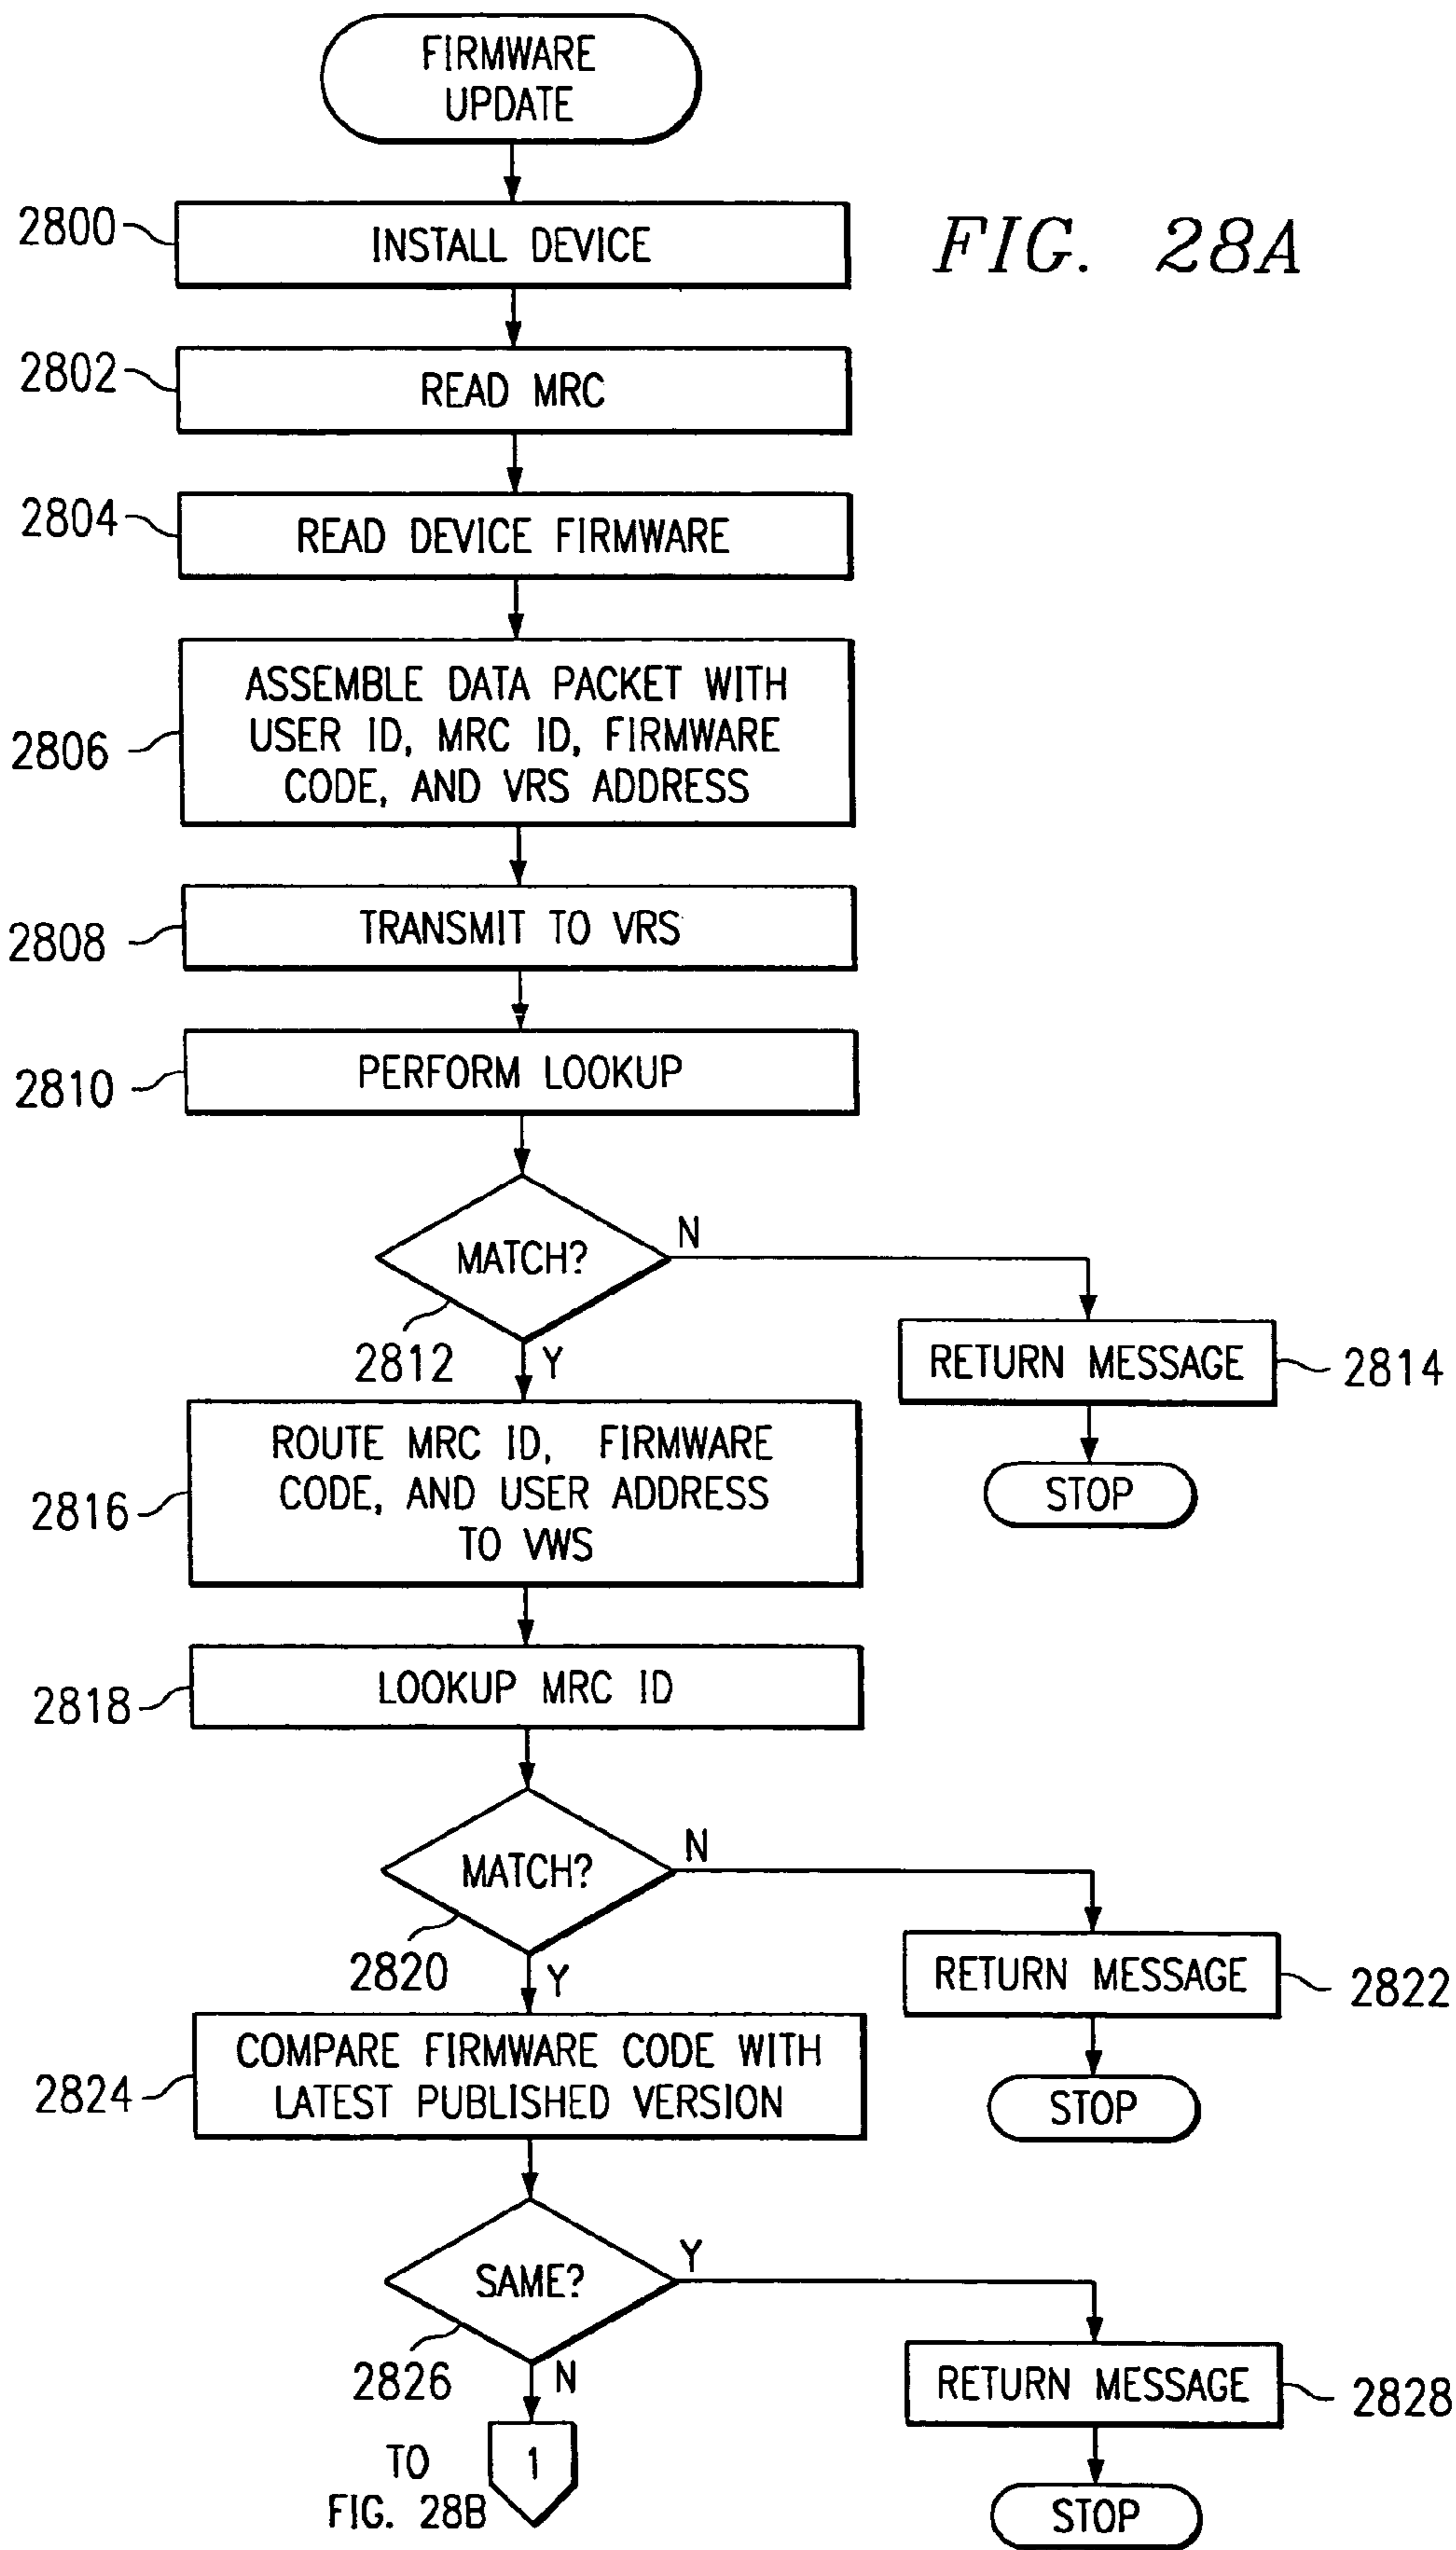 FIRMWARE
UPDATE
FIG. 28A
2800
INSTALL DEVICE
2802
READ MRC
2804
READ DEVICE FIRMWARE
2806
ASSEMBLE DATA PACKET WITH
USER ID, MRC ID, FIRMWARE
CODE, AND VRS ADDRESS
2808
TRANSMIT TO VRS
2810
PERFORM LOOKUP
MATCH?
N
2812
Y
RETURN MESSAGE
2814
STOP
2816
ROUTE MRC ID, FIRMWARE
CODE, AND USER ADDRESS
TO VWS
2818
LOOKUP MRC ID
MATCH?
N
2820
Y
RETURN MESSAGE
2822
STOP
2824
COMPARE FIRMWARE CODE WITH
LATEST PUBLISHED VERSION
SAME?
Y
2826
N
RETURN MESSAGE
2828
STOP
1
TO
FIG. 28B